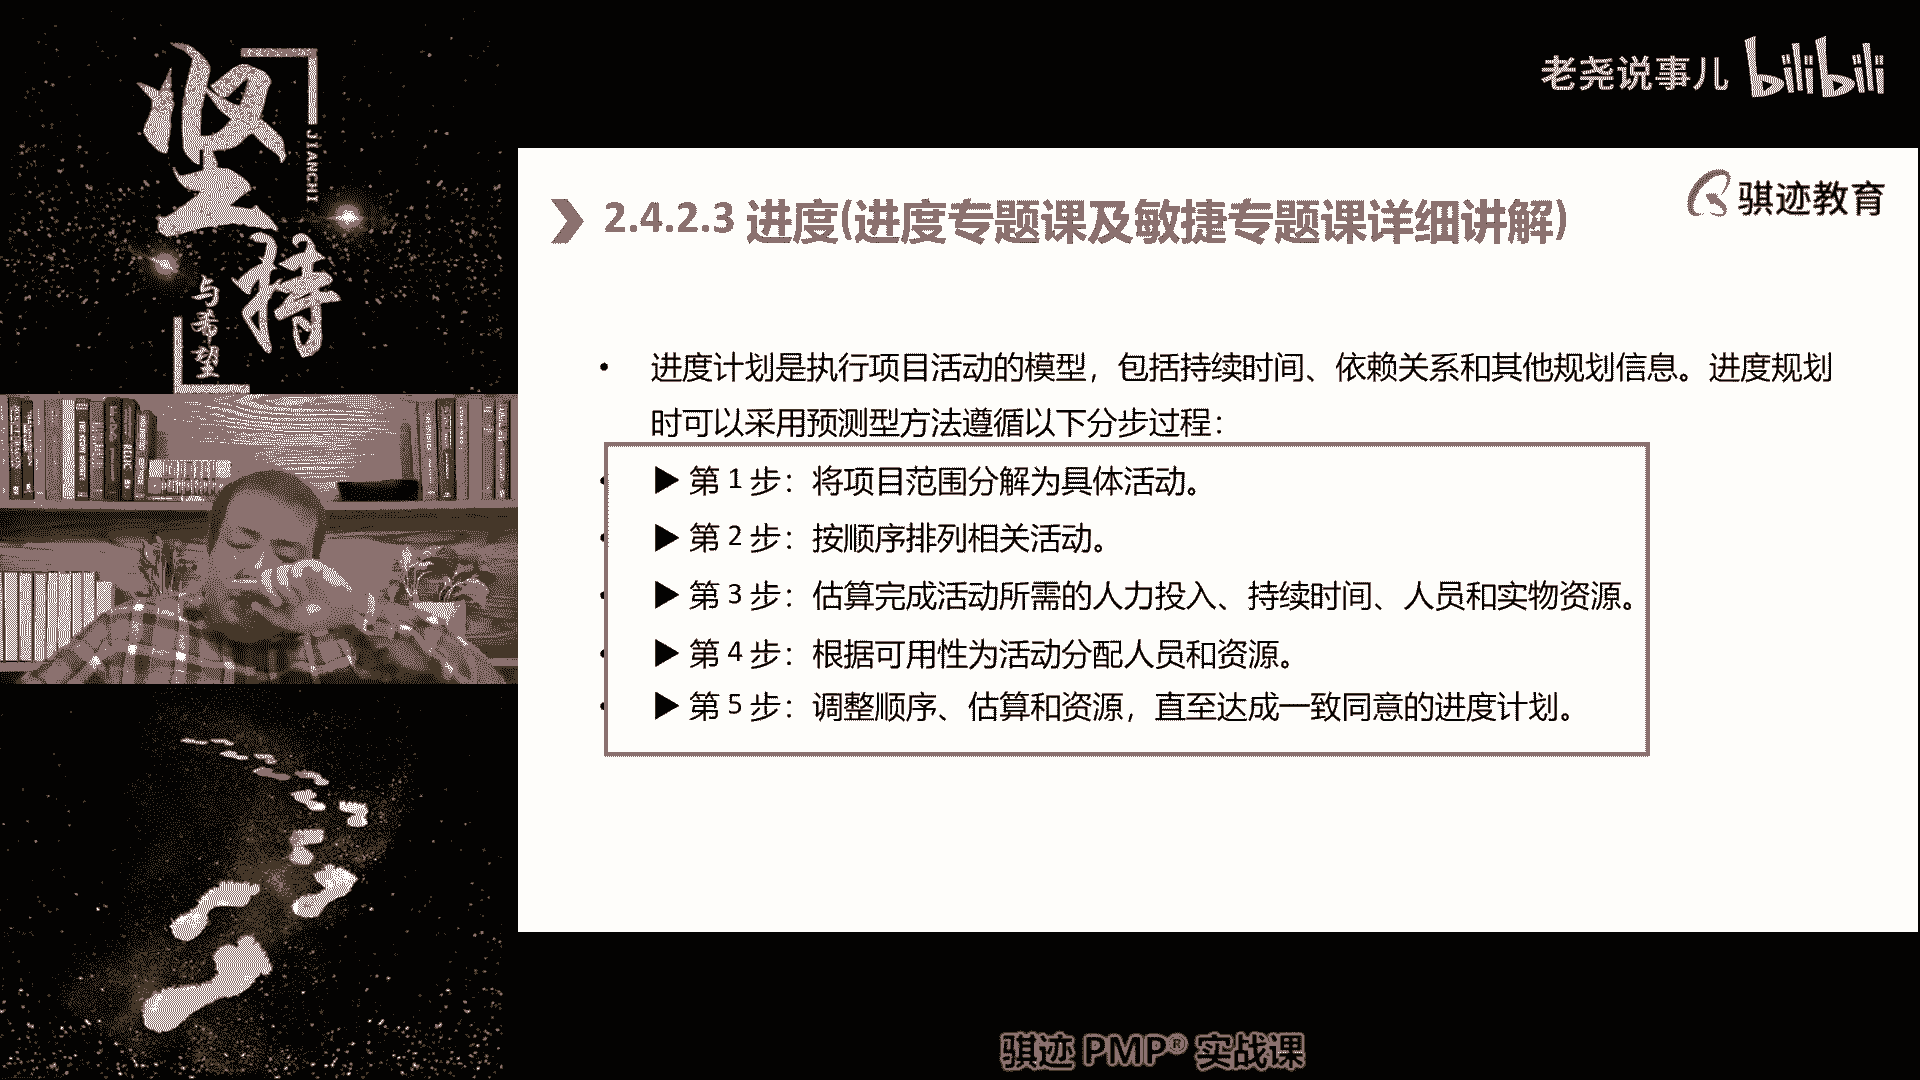 坚持
JIANCHI
与希望
老尧说事儿 bilibili
骐迹教育
2.4.2.3 进度(进度专题课及敏捷专题课详细讲解)
• 进度计划是执行项目活动的模型，包括持续时间、依赖关系和其他规划信息。进度规划
时可以采用预测型方法遵循以下分步过程：
▶ 第 1 步：将项目范围分解为具体活动。
▶ 第 2 步：按顺序排列相关活动。
▶ 第 3 步：估算完成活动所需的人力投入、持续时间、人员和实物资源。
▶ 第 4 步：根据可用性为活动分配人员和资源。
▶ 第 5 步：调整顺序、估算和资源，直至达成一致同意的进度计划。
骐迹 PMP® 实战课